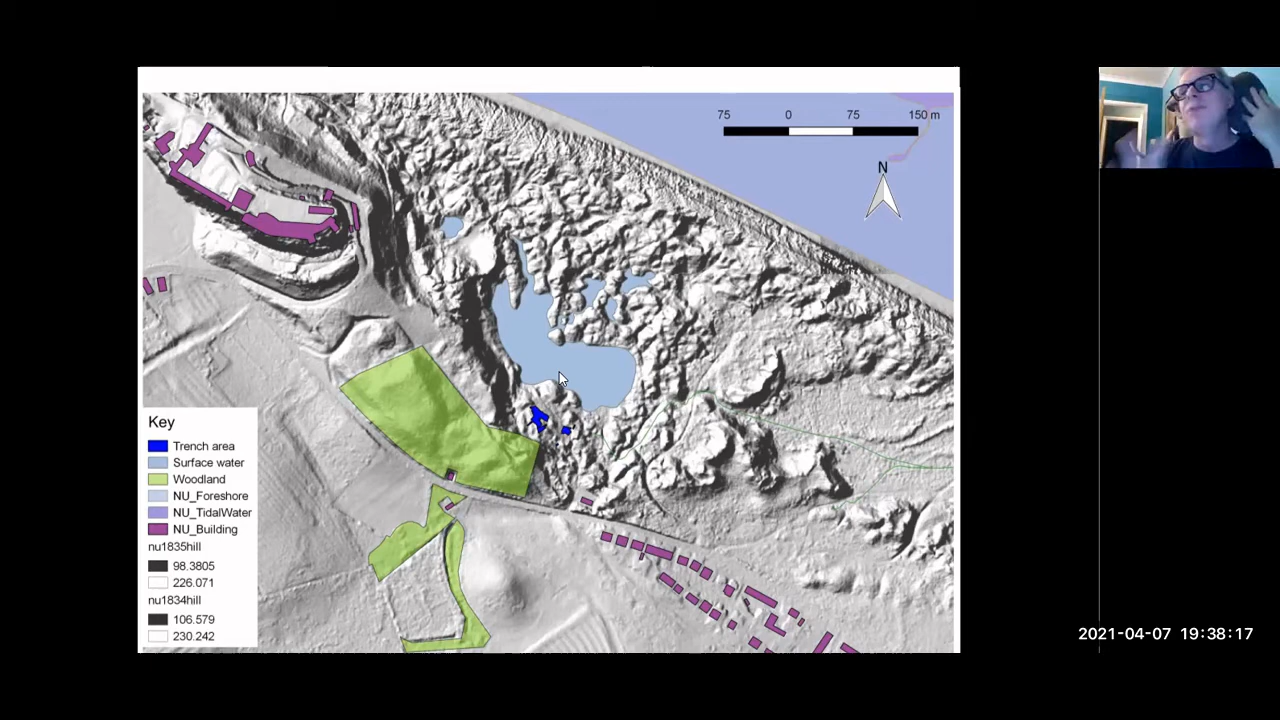 75 0 75 150 m
N
Key
Trench area
Surface water
Woodland
NU_Foreshore
NU_TidalWater
NU_Building
nu1835hill
98.3805
226.071
nu1834hill
106.579
230.242
2021-04-07 19:38:17